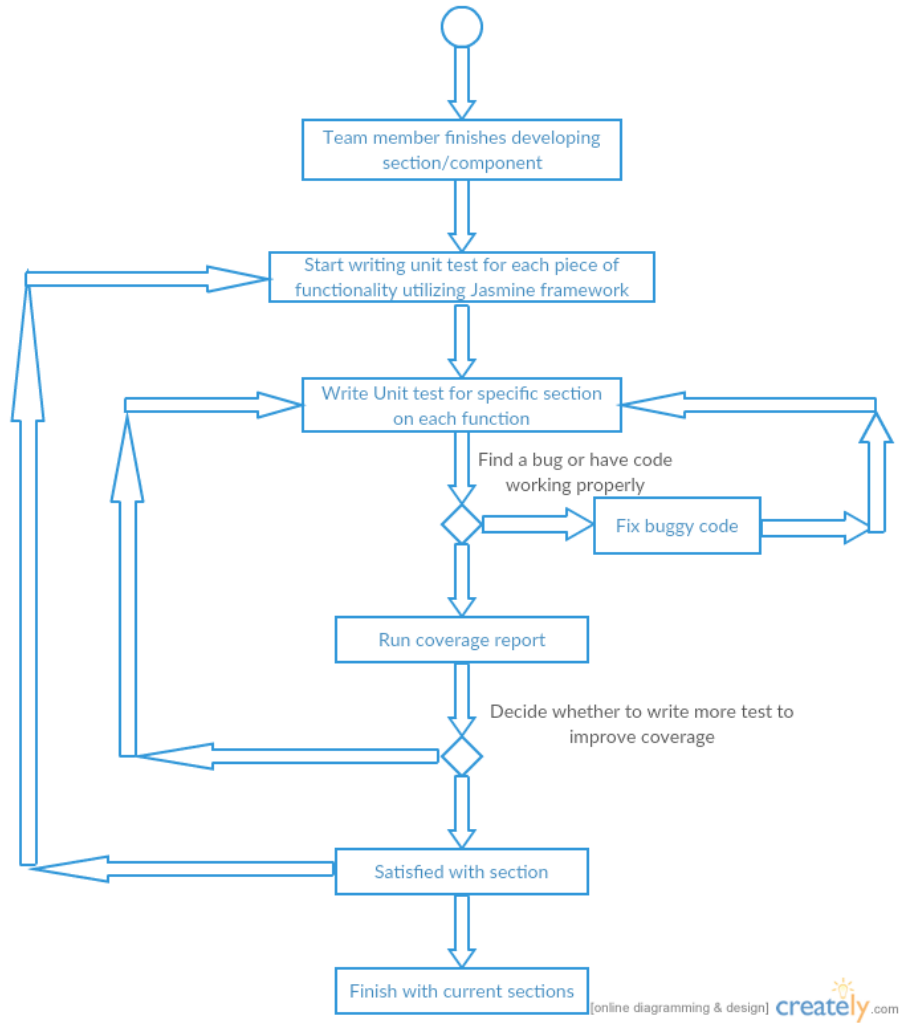 Team member finishes developing
section/component
Start writing unit test for each piece of
functionality utilizing Jasmine framework
Write Unit test for specific section
on each function
Find a bug or have code
working properly
Fix buggy code
Run coverage report
Decide whether to write more test to
improve coverage
Satisfied with section
Finish with current sections
[online diagramming & design] creately.com